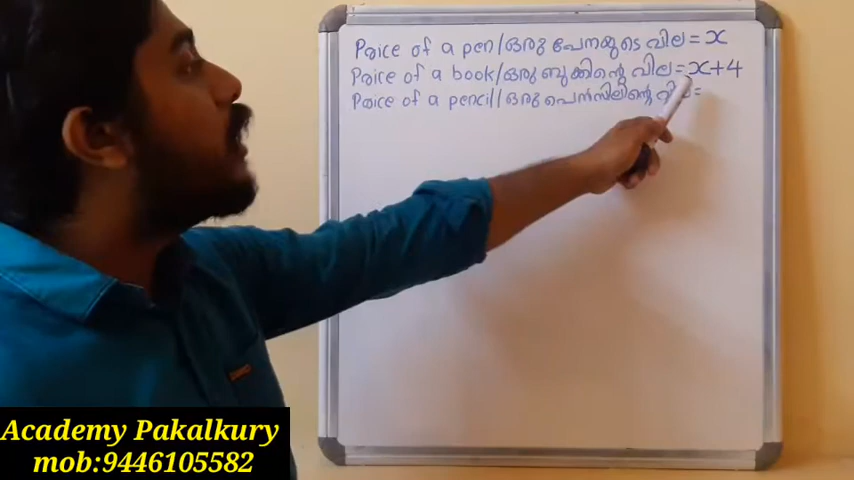 Price of a pen/ഒരു പേനയുടെ വില = x
Price of a book/ഒരു ബുക്കിന്റെ വില = x+4
Price of a pencil/ഒരു പെൻസിലിന്റെ വില =
Academy Pakalkury
mob:9446105582